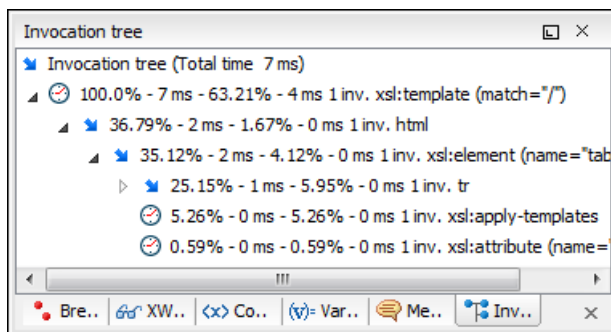 Invocation tree
Invocation tree (Total time 7 ms)
100.0% - 7 ms - 63.21% - 4 ms 1 inv. xsl:template (match="/")
36.79% - 2 ms - 1.67% - 0 ms 1 inv. html
35.12% - 2 ms - 4.12% - 0 ms 1 inv. xsl:element (name="tab
25.15% - 1 ms - 5.95% - 0 ms 1 inv. tr
5.26% - 0 ms - 5.26% - 0 ms 1 inv. xsl:apply-templates
0.59% - 0 ms - 0.59% - 0 ms 1 inv. xsl:attribute (name="
Bre.. XW.. <x> Co.. (v)= Var.. Me.. Inv..